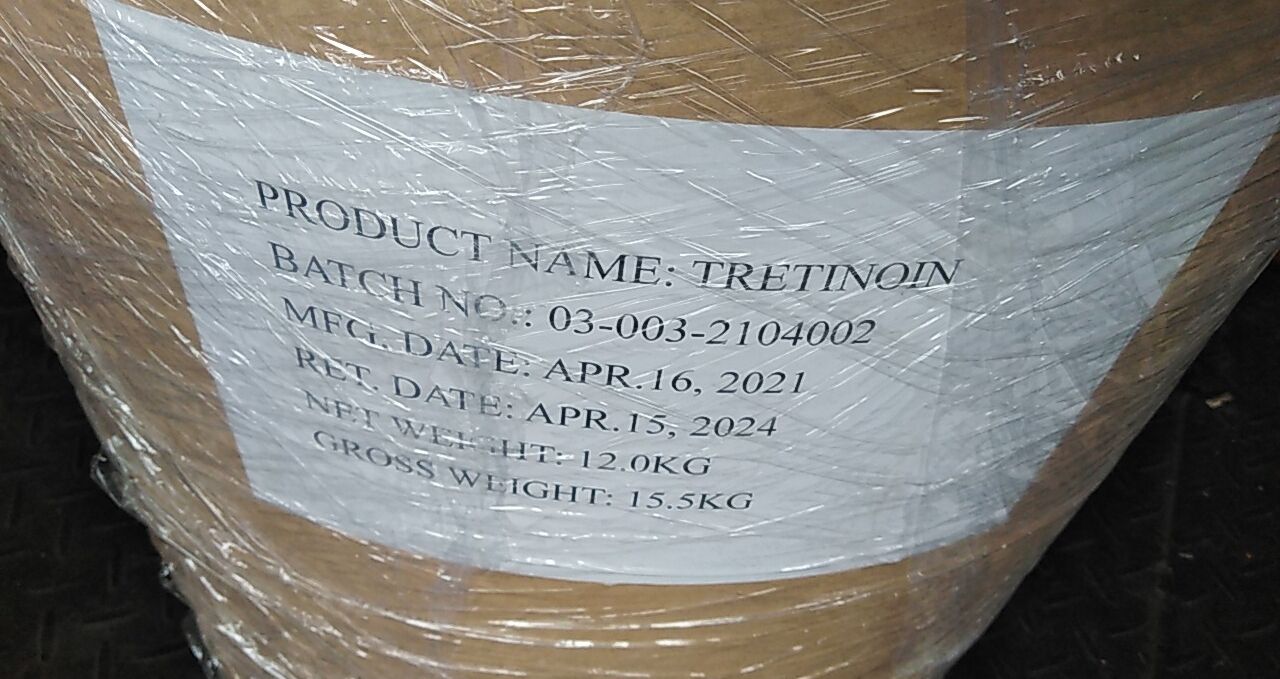 PRODUCT NAME: TRETINOIN
BATCH NO.: 03-003-2104002
MFG. DATE: APR.16, 2021
RET. DATE: APR.15, 2024
NET WEIGHT: 12.0KG
GROSS WEIGHT: 15.5KG